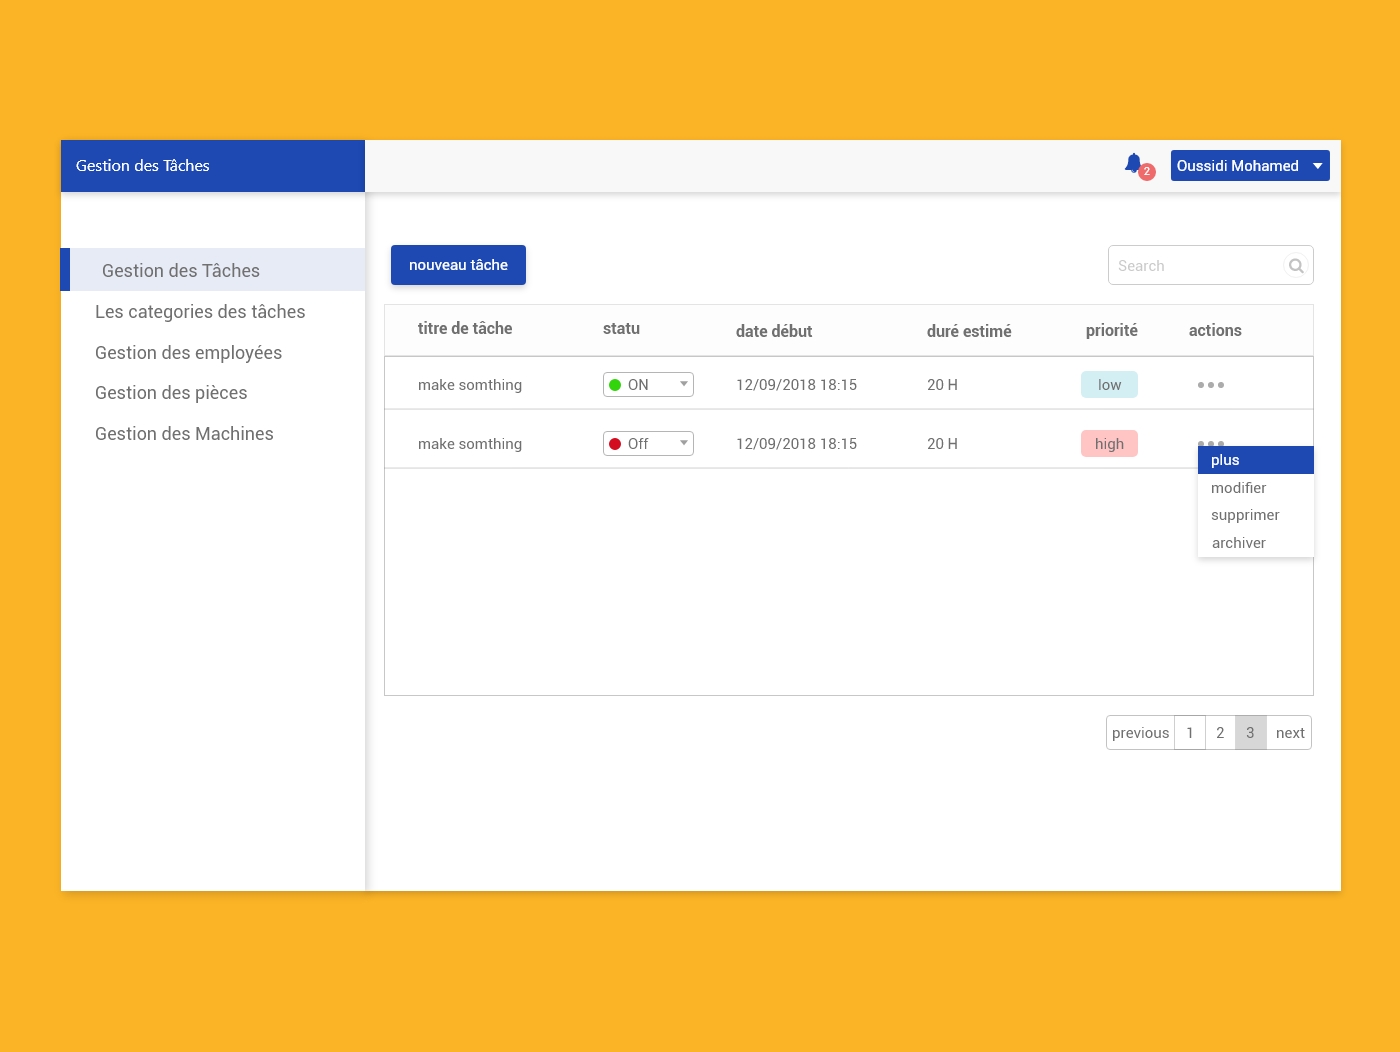 Gestion des Tâches
2
Oussidi Mohamed
Gestion des Tâches
Les categories des tâches
Gestion des employées
Gestion des pièces
Gestion des Machines
nouveau tâche
Search
titre de tâche statu date début duré estimé priorité actions
make somthing ON 12/09/2018 18:15 20 H low
make somthing Off 12/09/2018 18:15 20 H high
plus
modifier
supprimer
archiver
previous 1 2 3 next